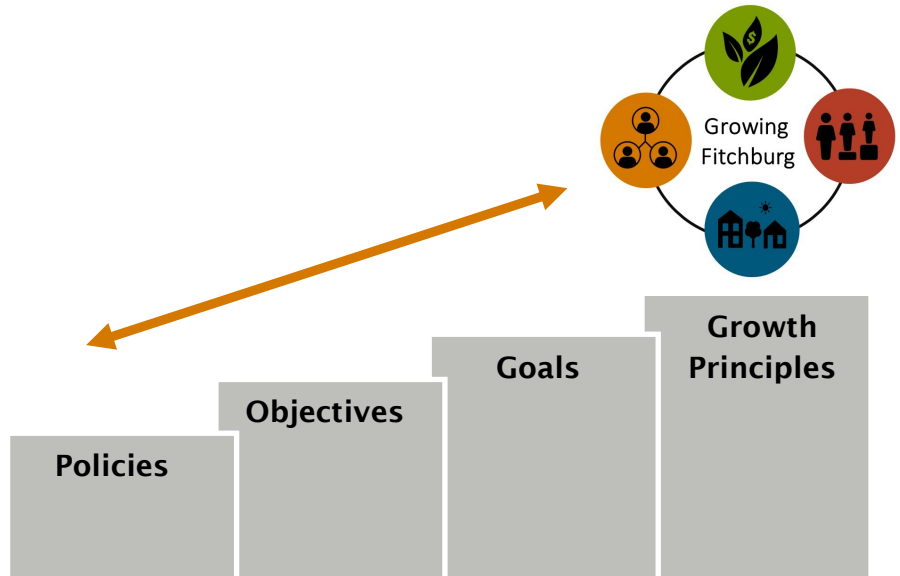 $
Growing
Fitchburg
Growth
Principles
Goals
Objectives
Policies